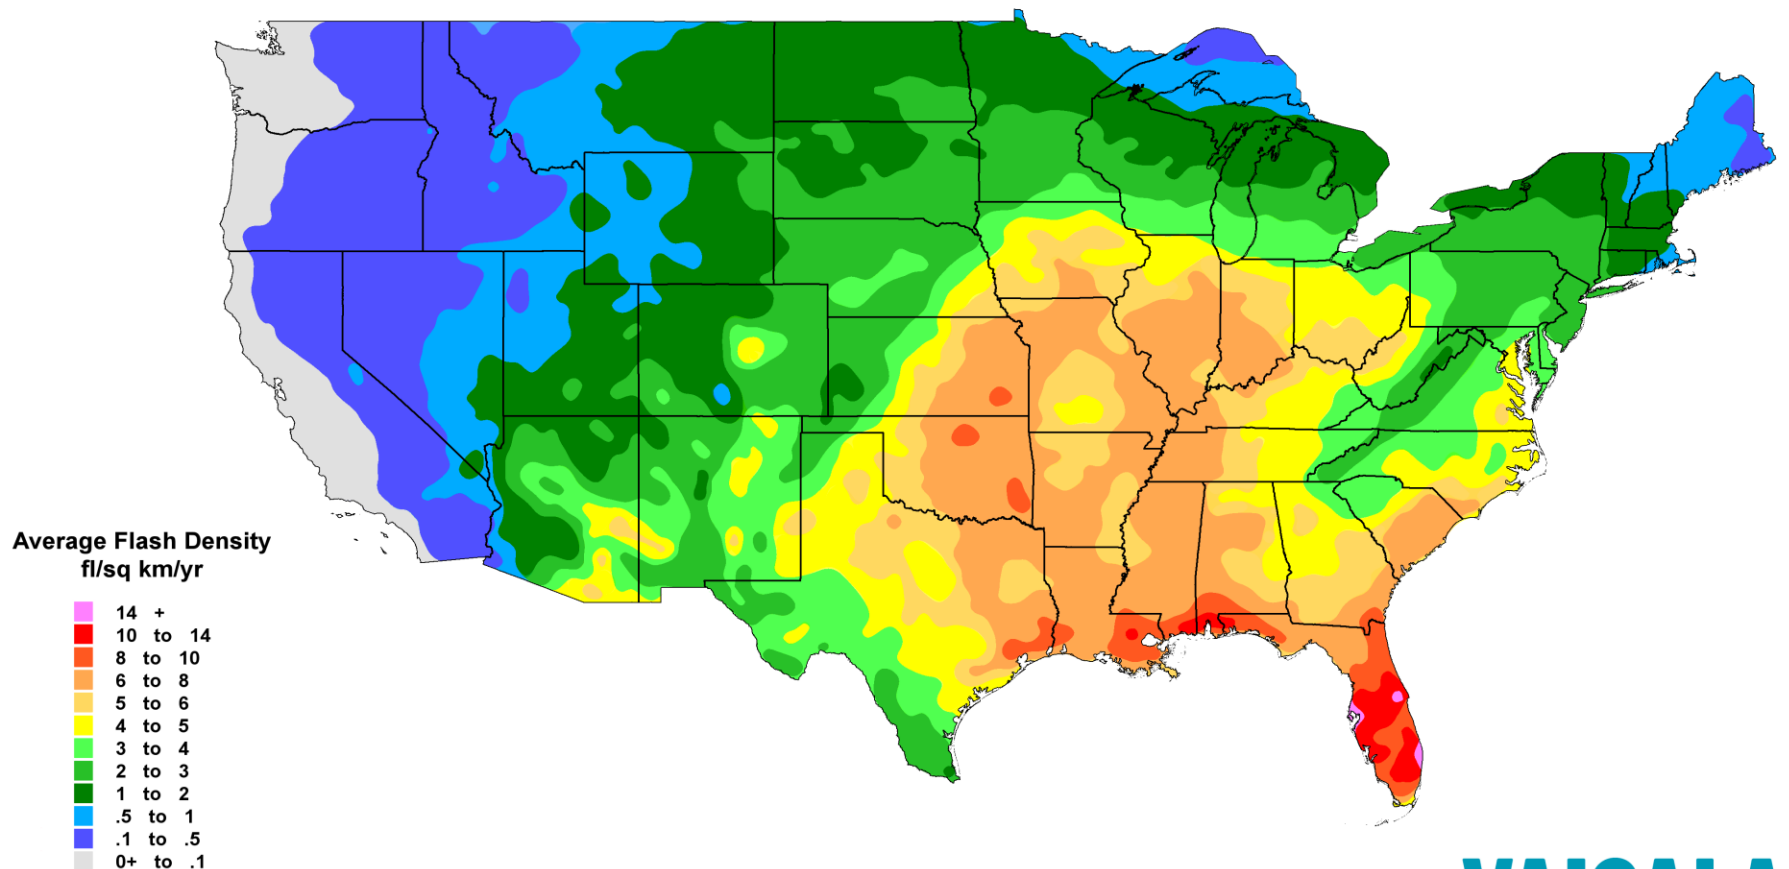 Average Flash Density
fl/sq km/yr
14 +
10 to 14
8 to 10
6 to 8
5 to 6
4 to 5
3 to 4
2 to 3
1 to 2
.5 to 1
.1 to .5
0+ to .1
VAISALA